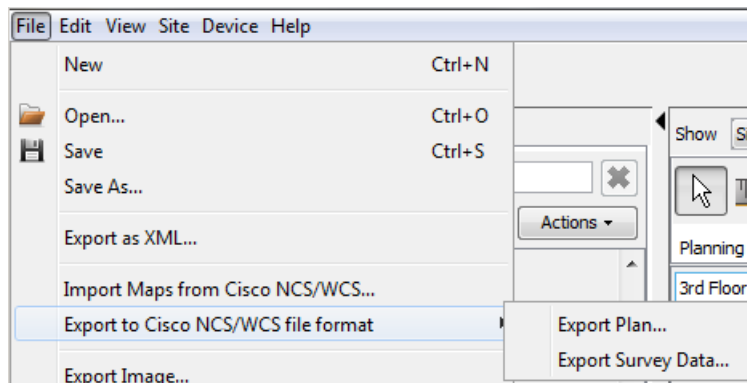 File Edit View Site Device Help
New Ctrl+N
Open... Ctrl+O
Save Ctrl+S
Save As...
Export as XML...
Import Maps from Cisco NCS/WCS...
Export to Cisco NCS/WCS file format
Export Image...
Export Plan...
Export Survey Data...
Actions
Show
Planning
3rd Floor